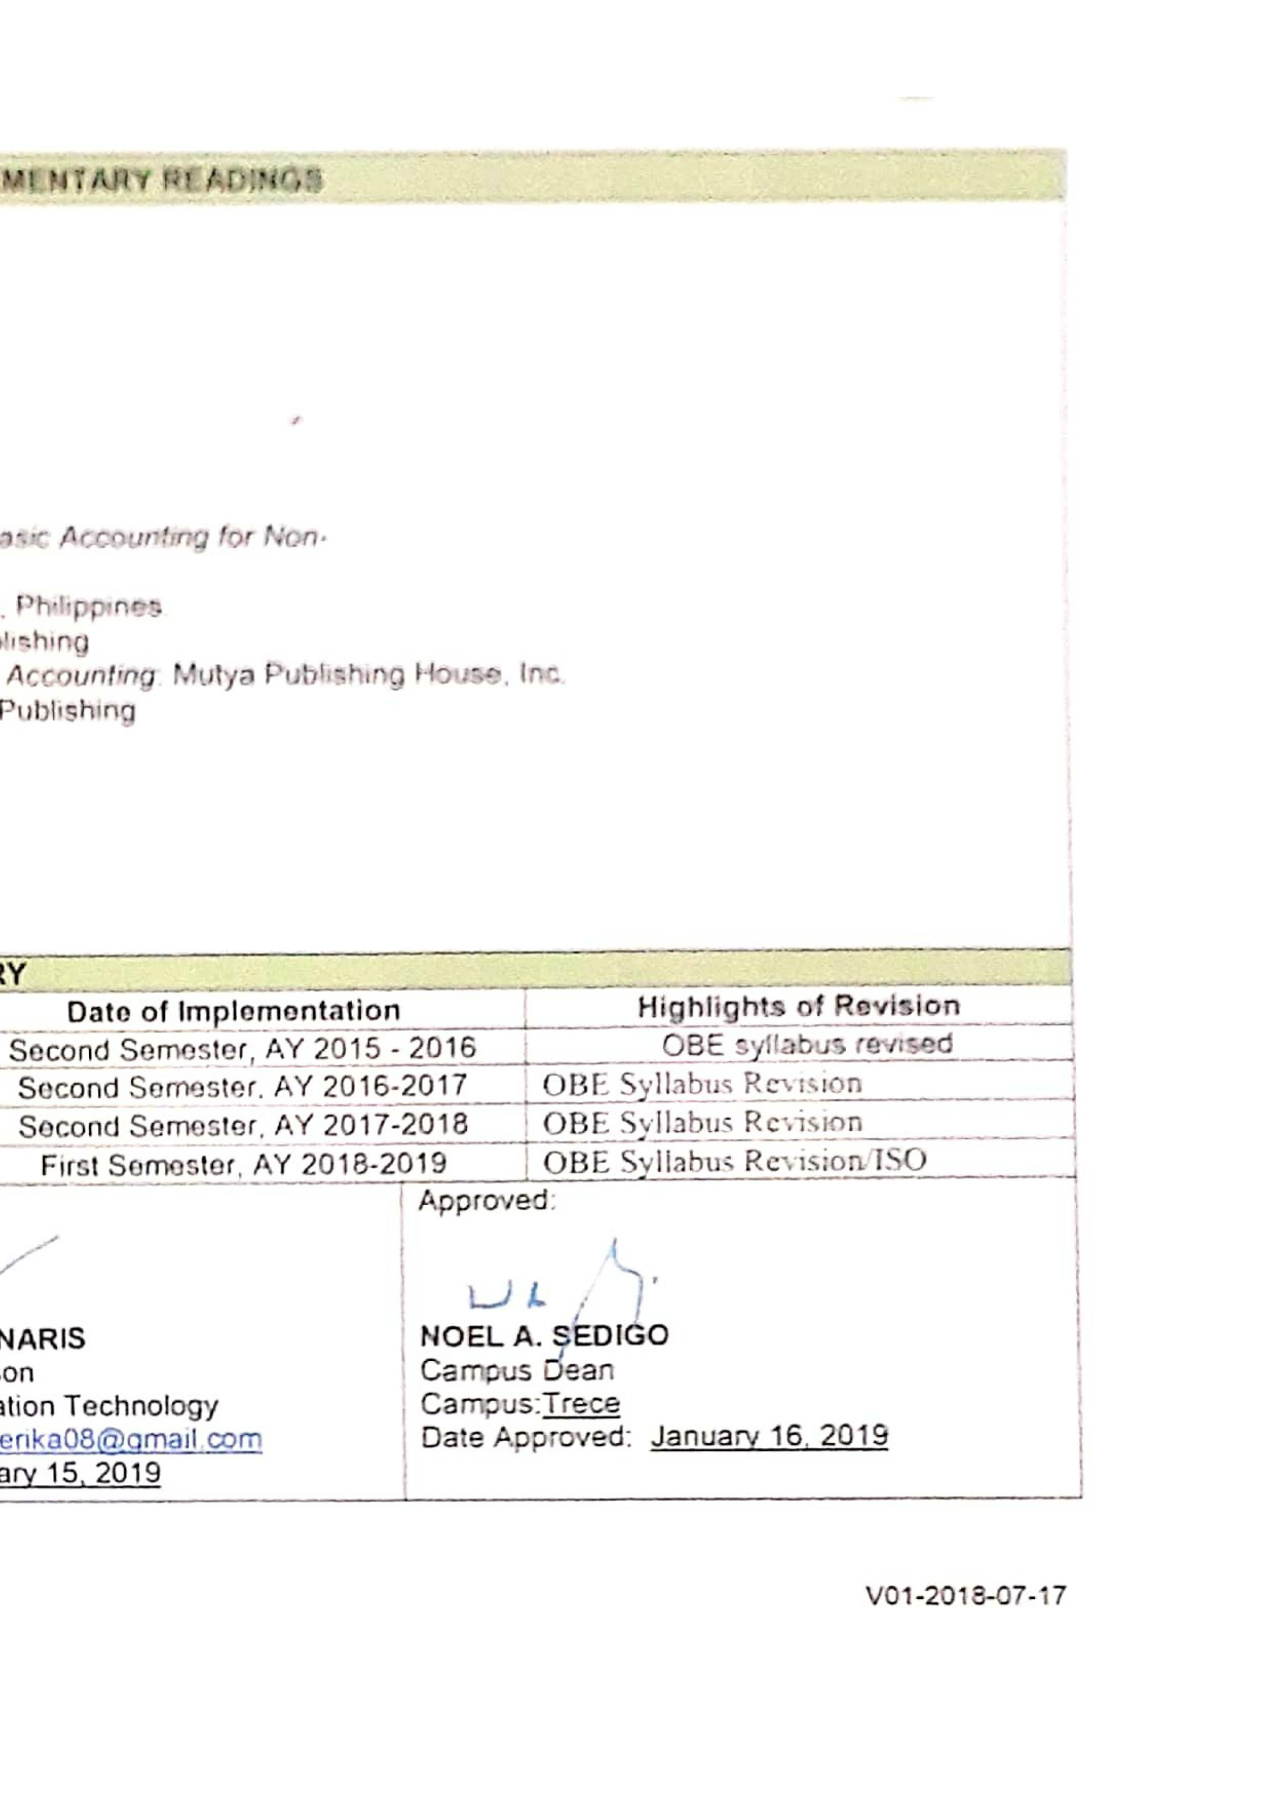 MENTARY READINGS
asic Accounting for Non-
, Philippines
lishing
Accounting: Mutya Publishing House, Inc.
Publishing
RY
Date of Implementation Highlights of Revision
Second Semester, AY 2015 - 2016 OBE syllabus revised
Second Semester, AY 2016-2017 OBE Syllabus Revision
Second Semester, AY 2017-2018 OBE Syllabus Revision
First Semester, AY 2018-2019 OBE Syllabus Revision/ISO
Approved:
NARIS
on
ation Technology
erika08@gmail.com
ary 15, 2019
NOEL A. SEDIGO
Campus Dean
Campus:Trece
Date Approved: January 16, 2019
V01-2018-07-17